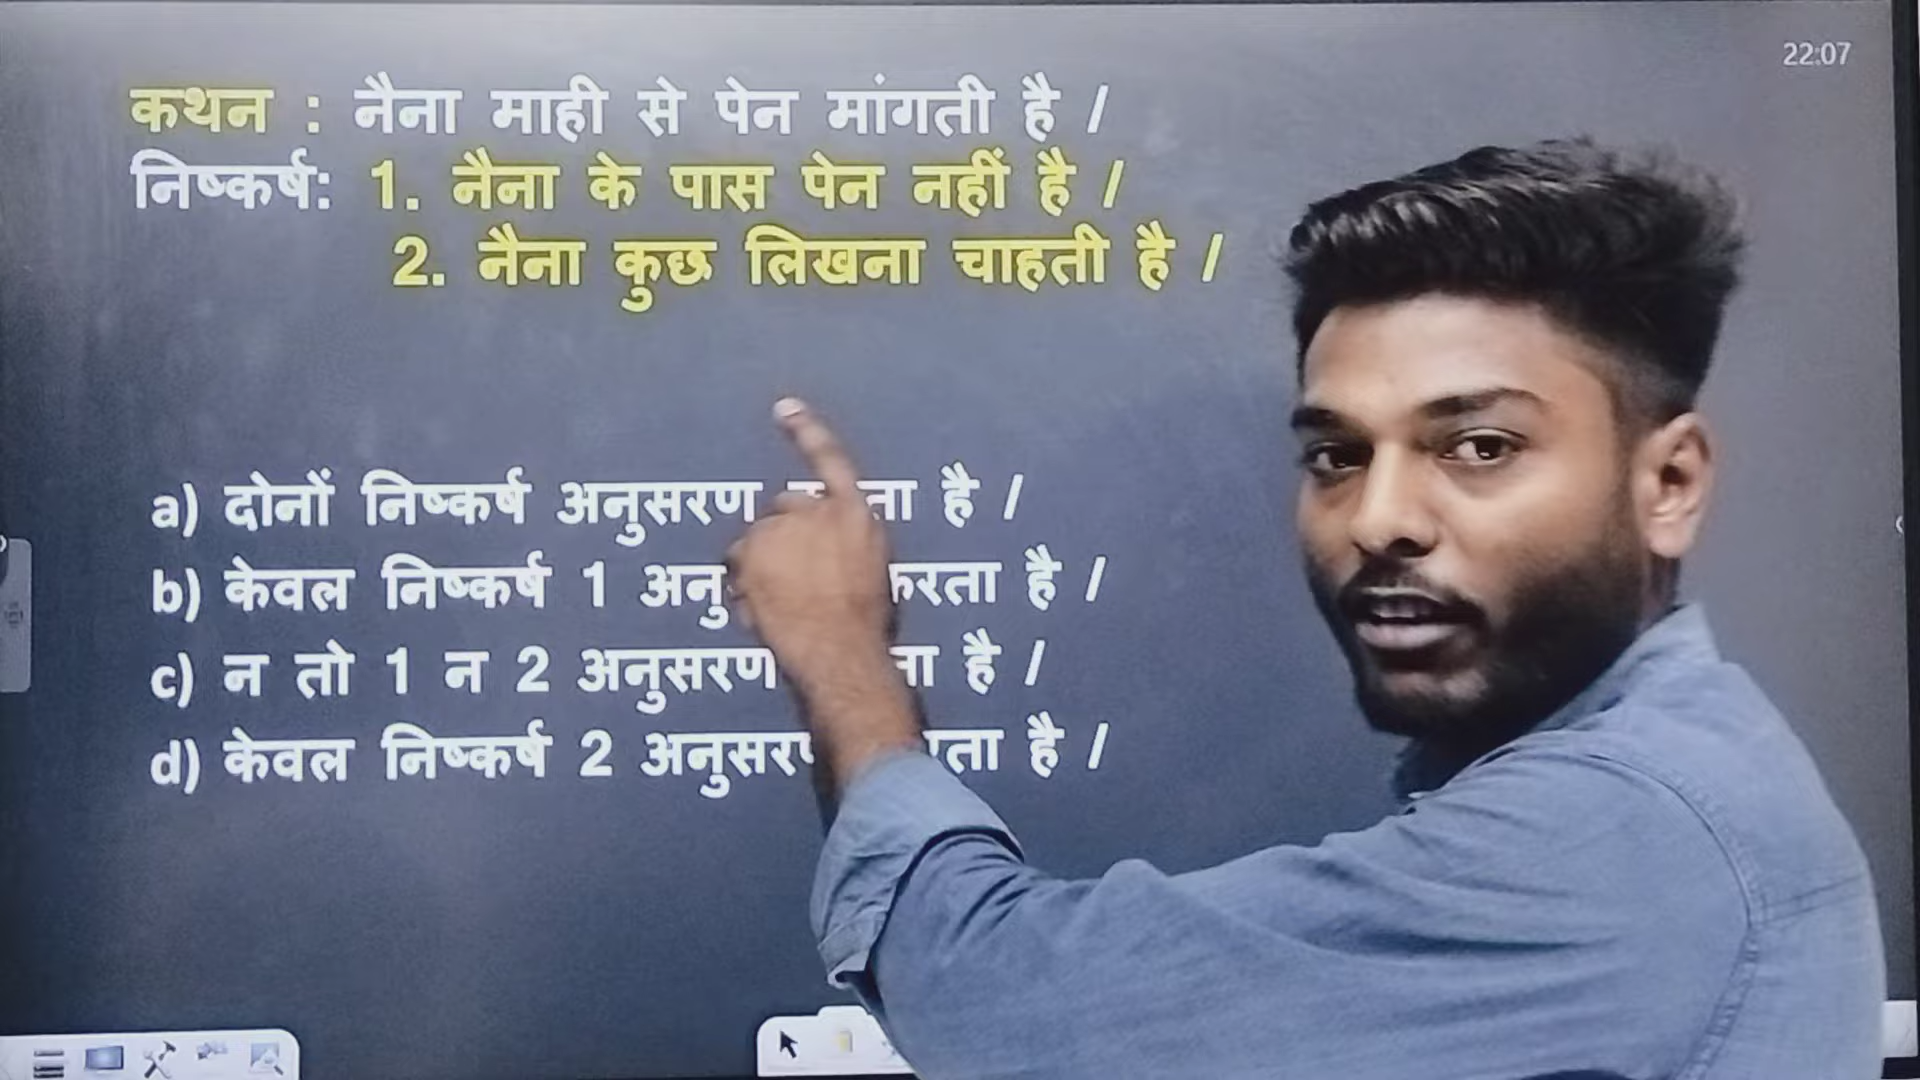 22:07
कथन : नैना माही से पेन मांगती है /
निष्कर्ष: 1. नैना के पास पेन नहीं है /
2. नैना कुछ लिखना चाहती है /
a) दोनों निष्कर्ष अनुसरण है /
b) केवल निष्कर्ष 1 करता है /
c) न तो 1 न 2 अनुसरण है /
d) केवल निष्कर्ष 2 है /